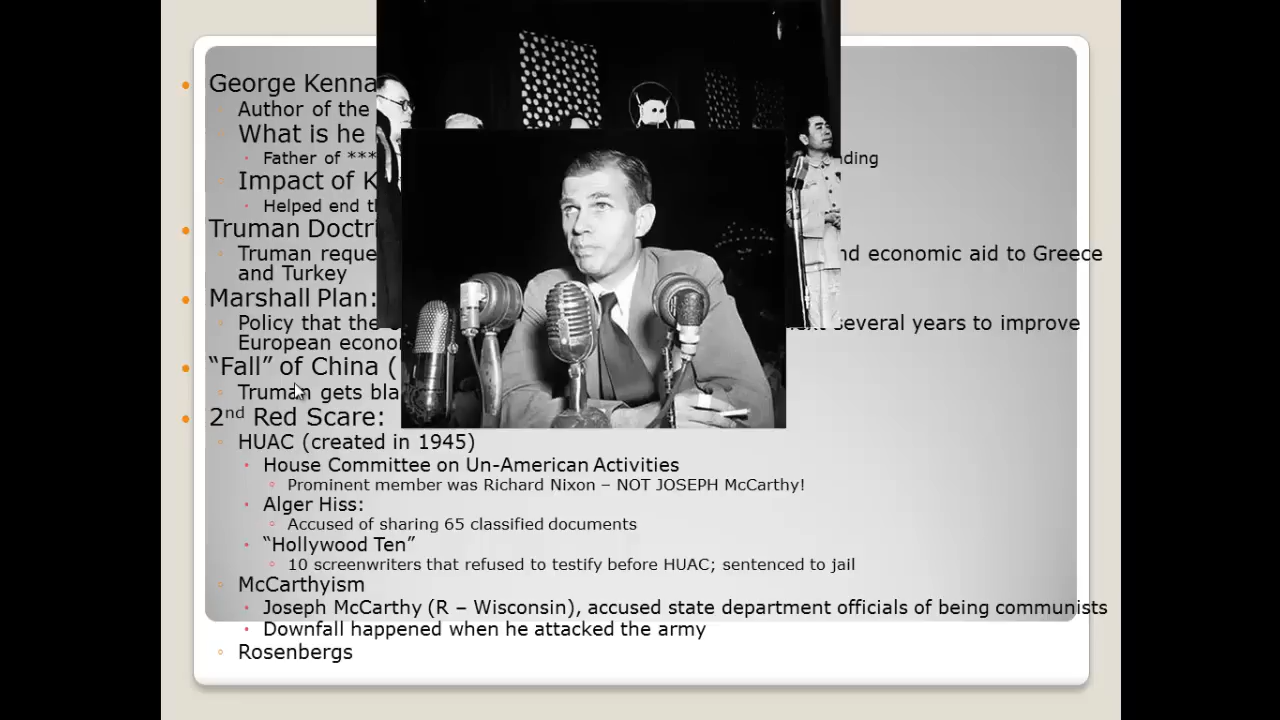 George Kenna
Author of the
What is he
Father of *** nding
Impact of K
Helped end th
Truman Doctri
Truman reque nd economic aid to Greece
and Turkey
Marshall Plan:
Policy that the several years to improve
European econo
“Fall” of China (
Truman gets bla
2nd Red Scare:
HUAC (created in 1945)
House Committee on Un-American Activities
Prominent member was Richard Nixon – NOT JOSEPH McCarthy!
Alger Hiss:
Accused of sharing 65 classified documents
“Hollywood Ten”
10 screenwriters that refused to testify before HUAC; sentenced to jail
McCarthyism
Joseph McCarthy (R – Wisconsin), accused state department officials of being communists
Downfall happened when he attacked the army
Rosenbergs